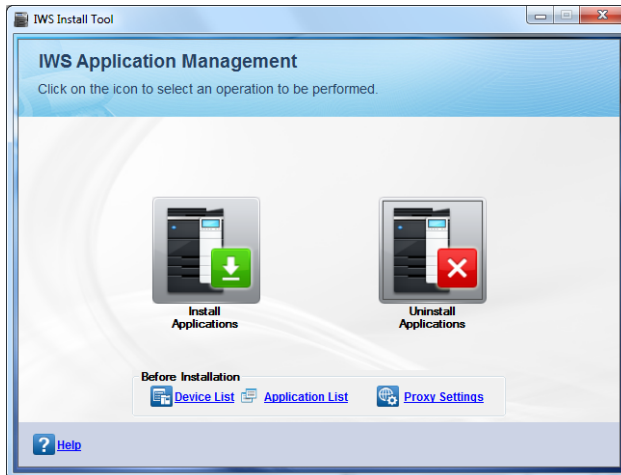 IWS Install Tool
IWS Application Management
Click on the icon to select an operation to be performed.
Install
Applications
Uninstall
Applications
Before Installation
Device List
Application List
Proxy Settings
? Help